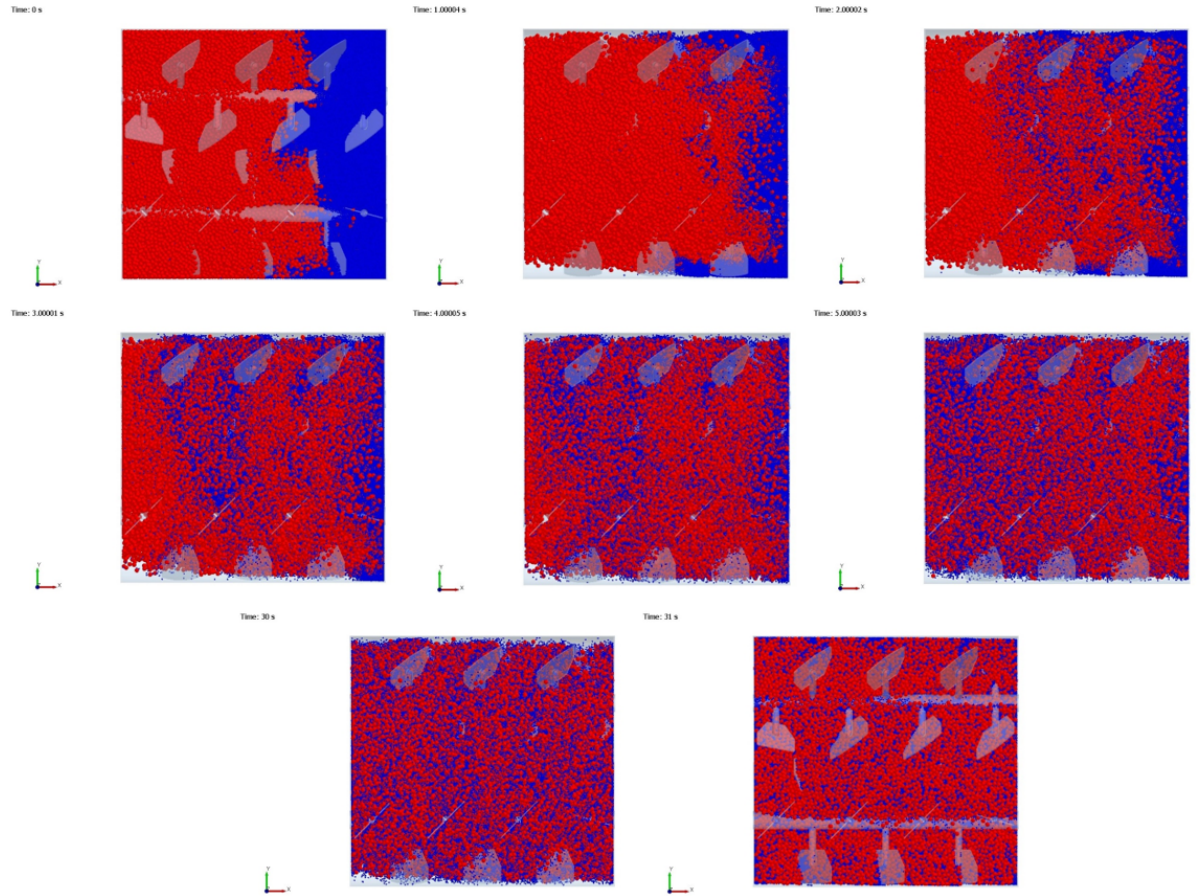 Time: 0 s
Time: 1.00004 s
Time: 2.00002 s
Y
X
Y
X
Y
X
Time: 3.00001 s
Time: 4.00005 s
Time: 5.00003 s
Y
X
Y
X
Y
X
Time: 30 s
Time: 31 s
Y
X
Y
X